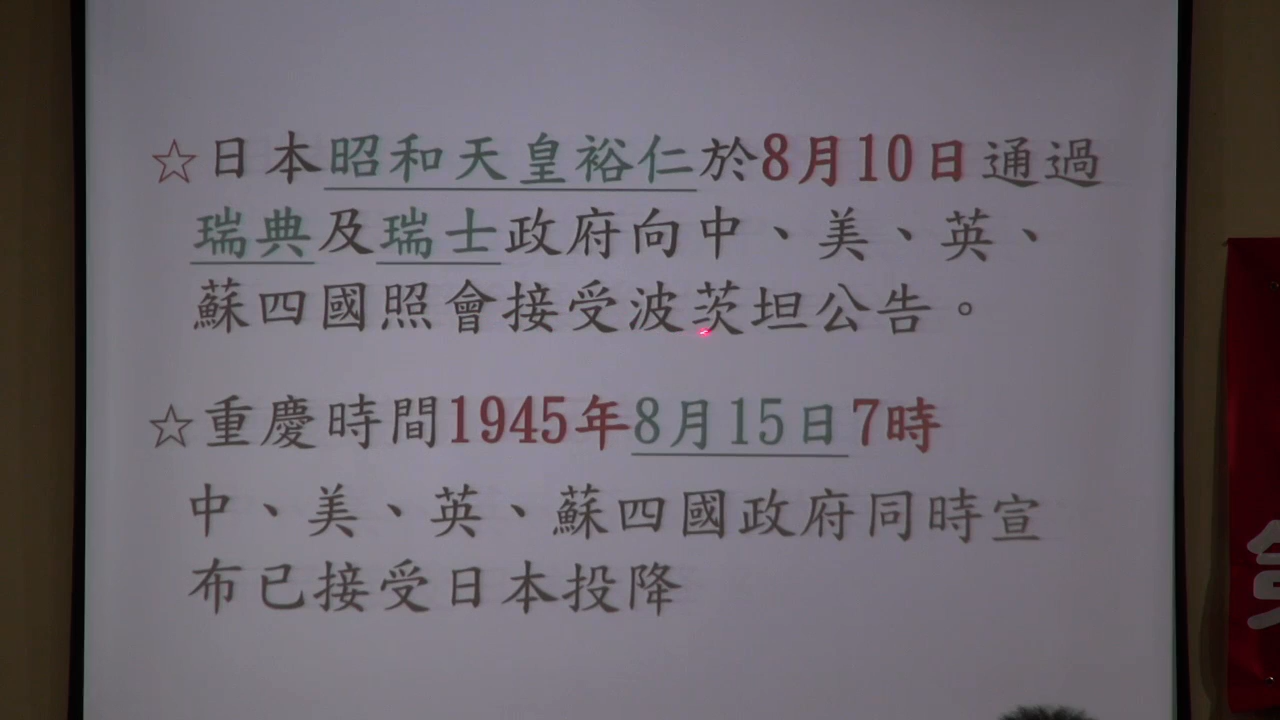 ☆日本昭和天皇裕仁於8月10日通過
瑞典及瑞士政府向中、美、英、
蘇四國照會接受波茨坦公告。
☆重慶時間1945年8月15日7時
中、美、英、蘇四國政府同時宣
布已接受日本投降